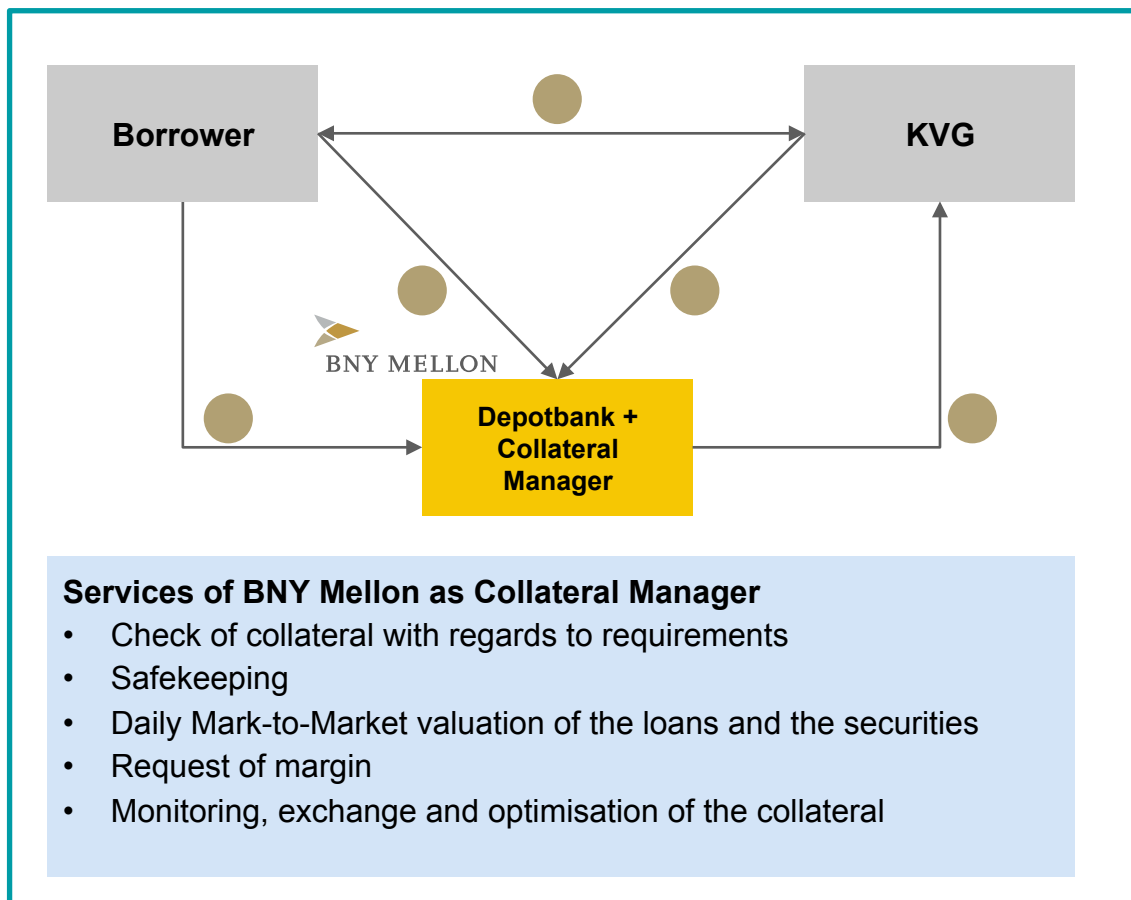 Borrower
KVG
BNY MELLON
Depotbank +
Collateral
Manager
Services of BNY Mellon as Collateral Manager
• Check of collateral with regards to requirements
• Safekeeping
• Daily Mark-to-Market valuation of the loans and the securities
• Request of margin
• Monitoring, exchange and optimisation of the collateral